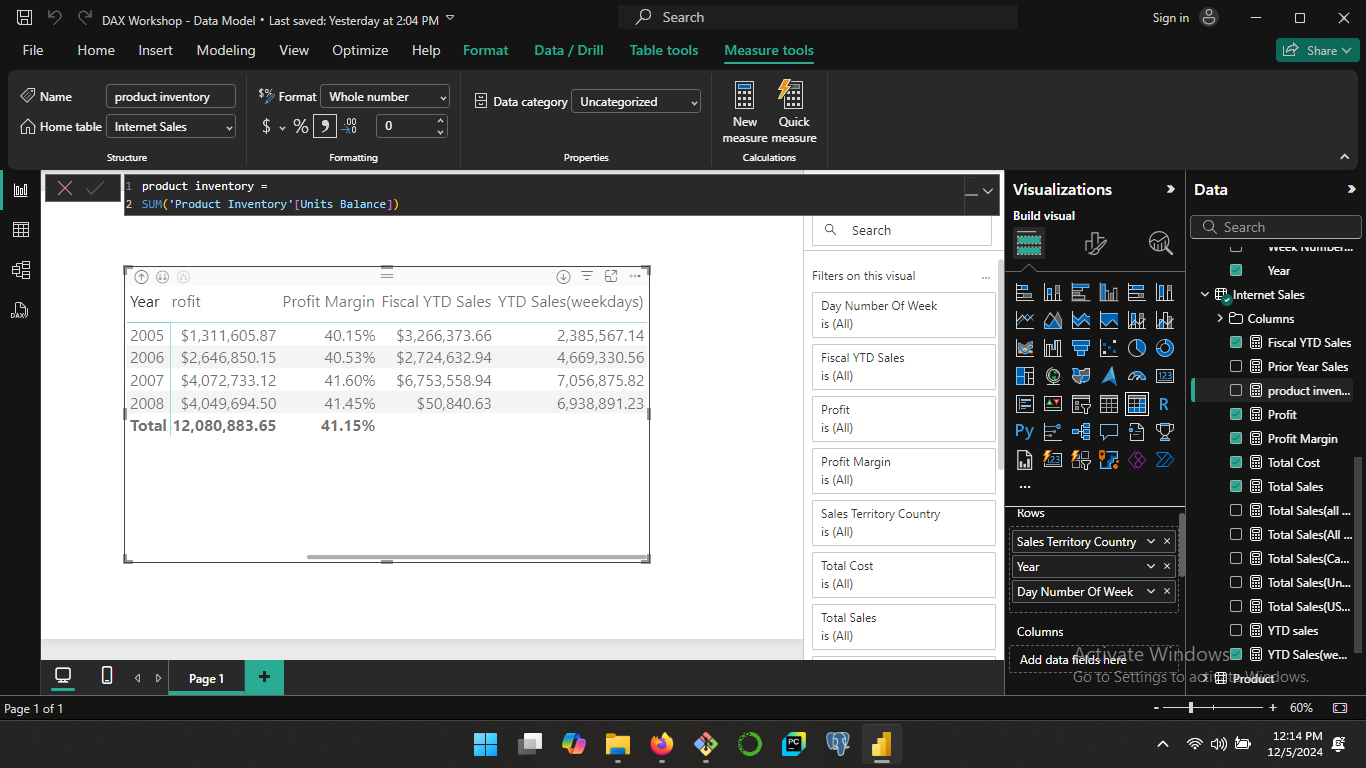 DAX Workshop - Data Model • Last saved: Yesterday at 2:04 PM
Search
Sign in
File Home Insert Modeling View Optimize Help Format Data / Drill Table tools Measure tools
Share
Name product inventory
Home table Internet Sales
Structure
Format Whole number
$ % 0
Formatting
Data category Uncategorized
Properties
New measure
Quick measure
Calculations
1 product inventory =
2 SUM('Product Inventory'[Units Balance])
Year rofit Profit Margin Fiscal YTD Sales YTD Sales(weekdays)
2005 $1,311,605.87 40.15% $3,266,373.66 2,385,567.14
2006 $2,646,850.15 40.53% $2,724,632.94 4,669,330.56
2007 $4,072,733.12 41.60% $6,753,558.94 7,056,875.82
2008 $4,049,694.50 41.45% $50,840.63 6,938,891.23
Total 12,080,883.65 41.15%
Search
Filters on this visual
...
Day Number Of Week
is (All)
Fiscal YTD Sales
is (All)
Profit
is (All)
Profit Margin
is (All)
Sales Territory Country
is (All)
Total Cost
is (All)
Total Sales
is (All)
Visualizations
Build visual
123
R
Py
123
...
Rows
Sales Territory Country
Year
Day Number Of Week
Columns
Add data fields here
Data
Search
Week Number...
Year
Internet Sales
Columns
Fiscal YTD Sales
Prior Year Sales
product inven...
Profit
Profit Margin
Total Cost
Total Sales
Total Sales(all ...
Total Sales(All ...
Total Sales(Ca...
Total Sales(Un...
Total Sales(US...
YTD sales
YTD Sales(we...
Product
Activate Windows
Go to Settings to activate Windows.
Page 1
+
Page 1 of 1
- + 60%
PC
12:14 PM
12/5/2024